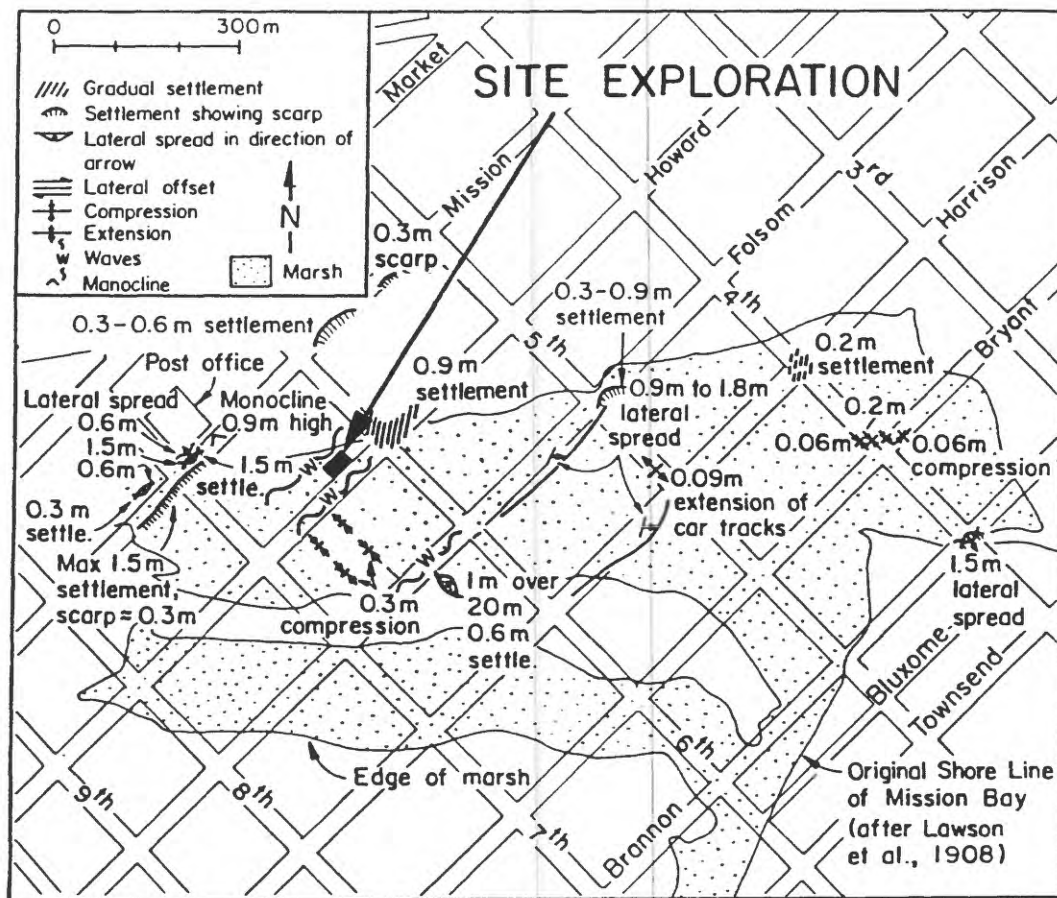 0 300 m
Gradual settlement
Settlement showing scarp
Lateral spread in direction of
arrow
Lateral offset
Compression
Extension
Waves
Manocline
N
Marsh
SITE EXPLORATION
Market
Mission
Howard
3rd
Folsom
Harrison
4th
Bryant
5th
0.3m
scarp
0.3-0.6 m settlement
Post office
Lateral spread
0.6m
1.5m
0.6m
Monocline
0.9m high
0.9m
settlement
1.5m
settle.
0.3 m
settle.
Max 1.5m
settlement,
scarp ≈ 0.3m
W
W
W
0.3m
compression
1m over
20m
0.6m
settle.
0.3-0.9 m
settlement
0.9m to 1.8m
lateral
spread
0.09m
extension of
car tracks
0.2m
settlement
0.2m
0.06m
0.06m
compression
1.5m
lateral
spread
Bluxome
Townsend
6th
Edge of marsh
Original Shore Line
of Mission Bay
(after Lawson
et al., 1908)
9th
8th
7th
Brannon